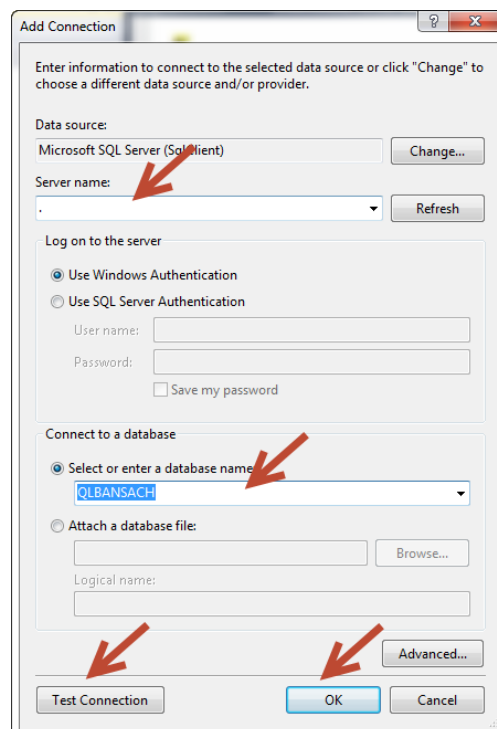 Add Connection
Enter information to connect to the selected data source or click "Change" to
choose a different data source and/or provider.
Data source:
Microsoft SQL Server (SqlClient)
Change...
Server name:
.
Refresh
Log on to the server
Use Windows Authentication
Use SQL Server Authentication
User name:
Password:
Save my password
Connect to a database
Select or enter a database name:
QLBANSACH
Attach a database file:
Browse...
Logical name:
Advanced...
Test Connection
OK
Cancel